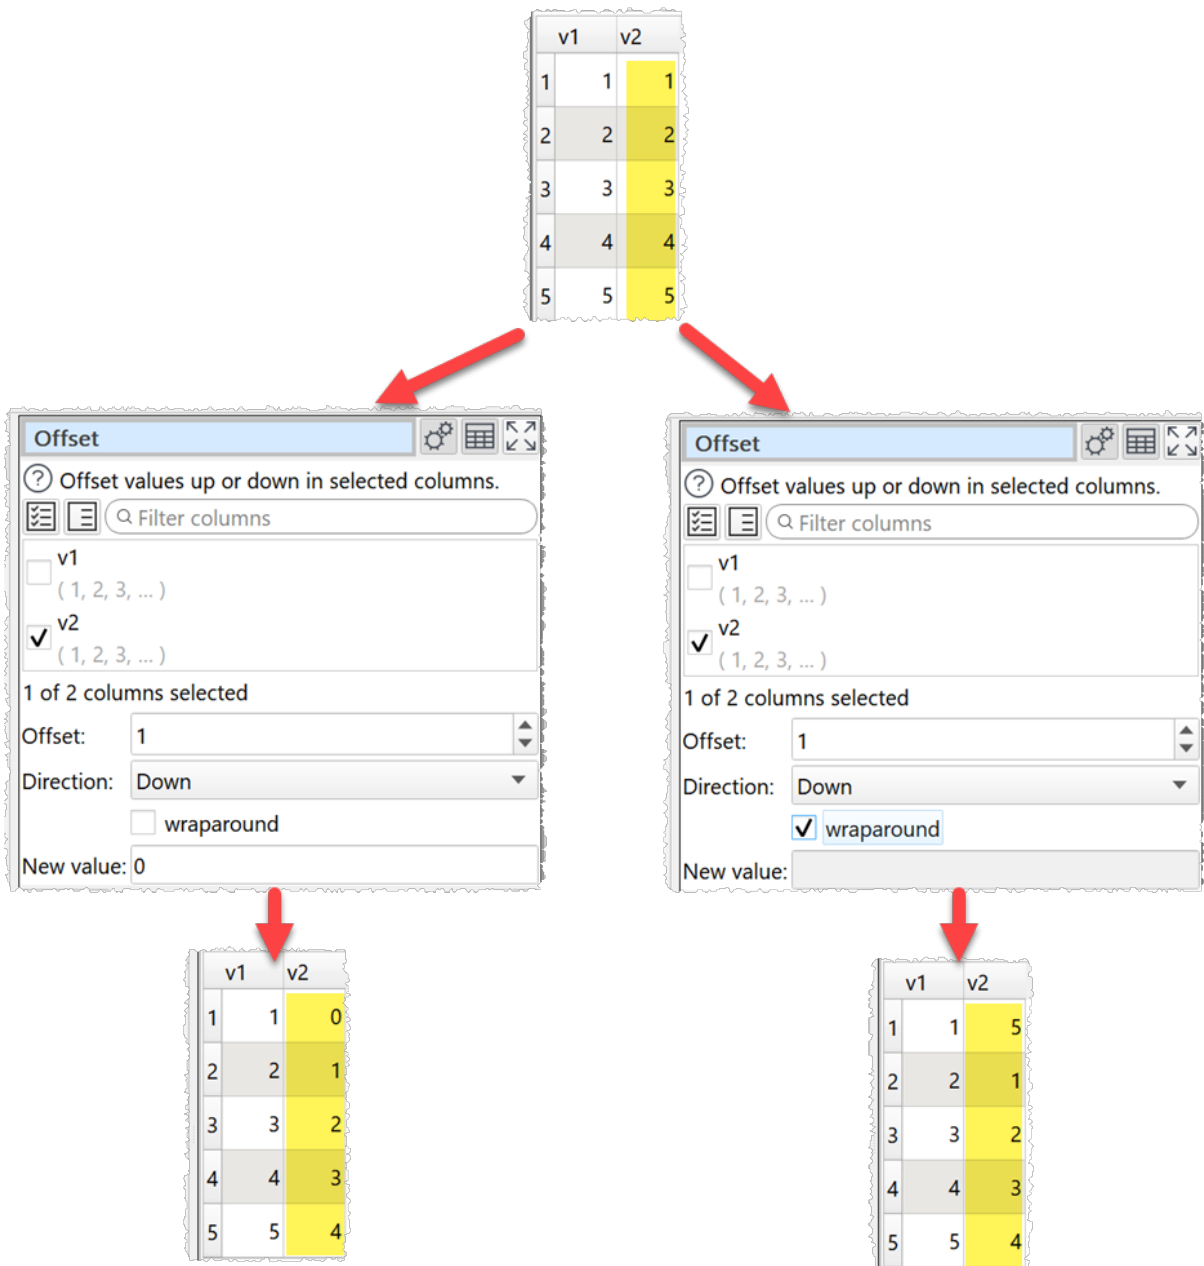 v1 v2
1 1 1
2 2 2
3 3 3
4 4 4
5 5 5
Offset
? Offset values up or down in selected columns.
Filter columns
v1
( 1, 2, 3, ... )
v2
( 1, 2, 3, ... )
1 of 2 columns selected
Offset: 1
Direction: Down
wraparound
New value: 0
Offset
? Offset values up or down in selected columns.
Filter columns
v1
( 1, 2, 3, ... )
v2
( 1, 2, 3, ... )
1 of 2 columns selected
Offset: 1
Direction: Down
wraparound
New value:
v1 v2
1 1 0
2 2 1
3 3 2
4 4 3
5 5 4
v1 v2
1 1 5
2 2 1
3 3 2
4 4 3
5 5 4